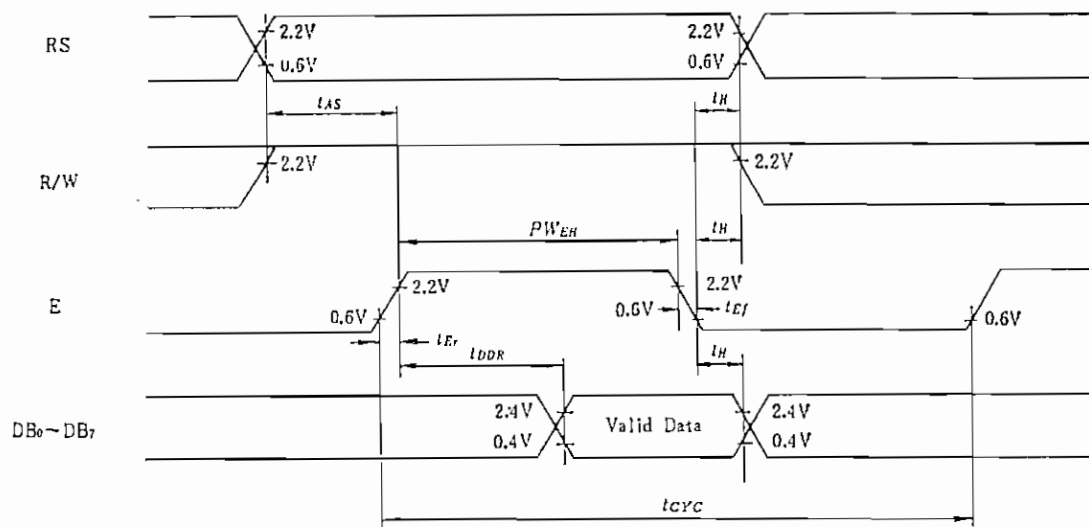 RS
2.2V
0.6V
2.2V
0.6V
tAS
tH
R/W
2.2V
2.2V
PWEH
tH
E
2.2V
0.6V
tEr
2.2V
0.6V
tEf
0.6V
tDDR
tH
DB0~DB7
2.4V
0.4V
Valid Data
2.4V
0.4V
tCYC